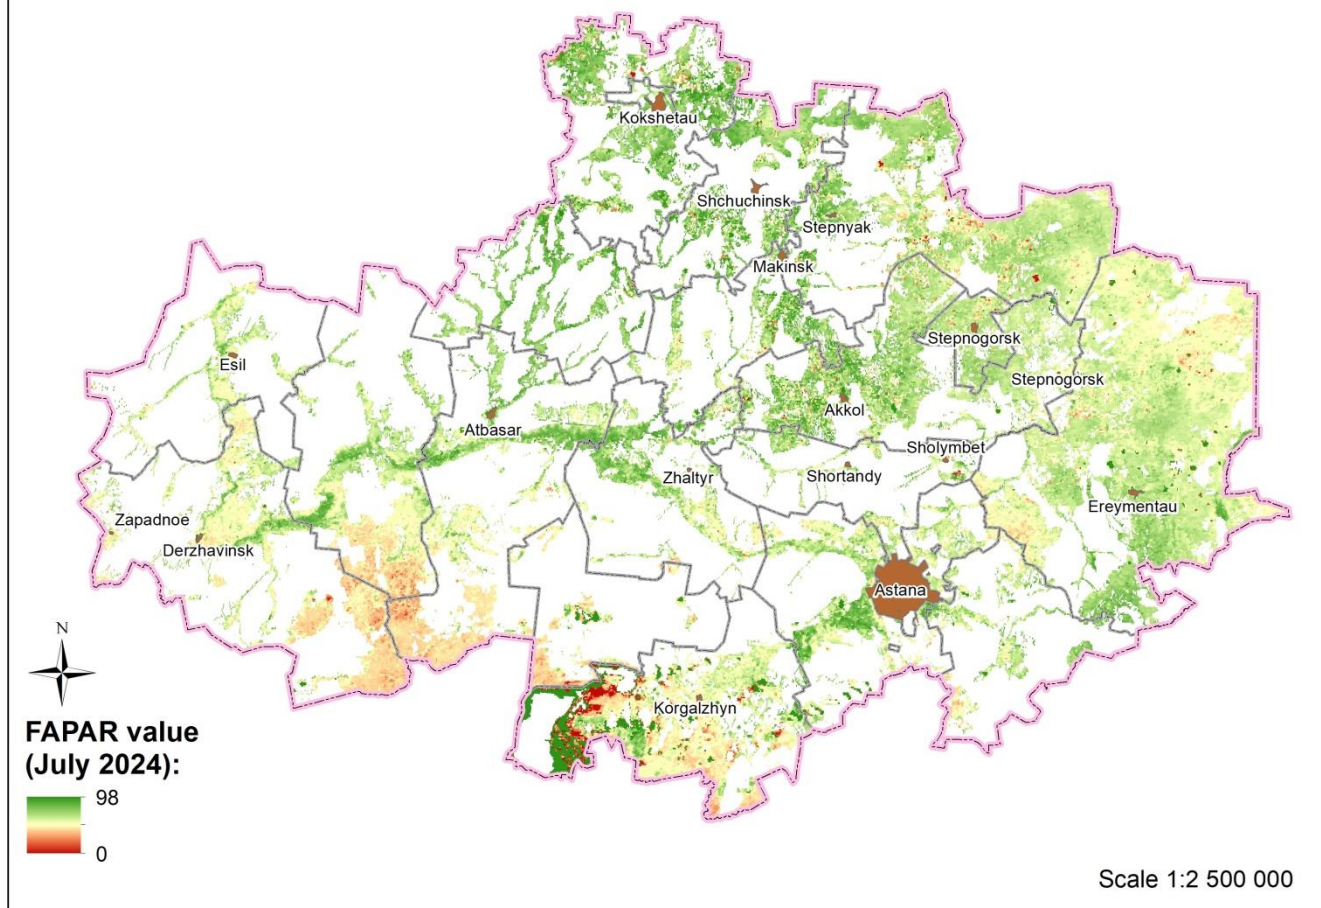 Kokshetau
Shchuchinsk
Stepnyak
Makinsk
Stepnogorsk
Esil
Stepnogorsk
Akkol
Atbasar
Sholymbet
Zhaltyr
Shortandy
Ereymentau
Zapadnoe
Derzhavinsk
Astana
N
Korgalzhyn
FAPAR value
(July 2024):
98
0
Scale 1:2 500 000